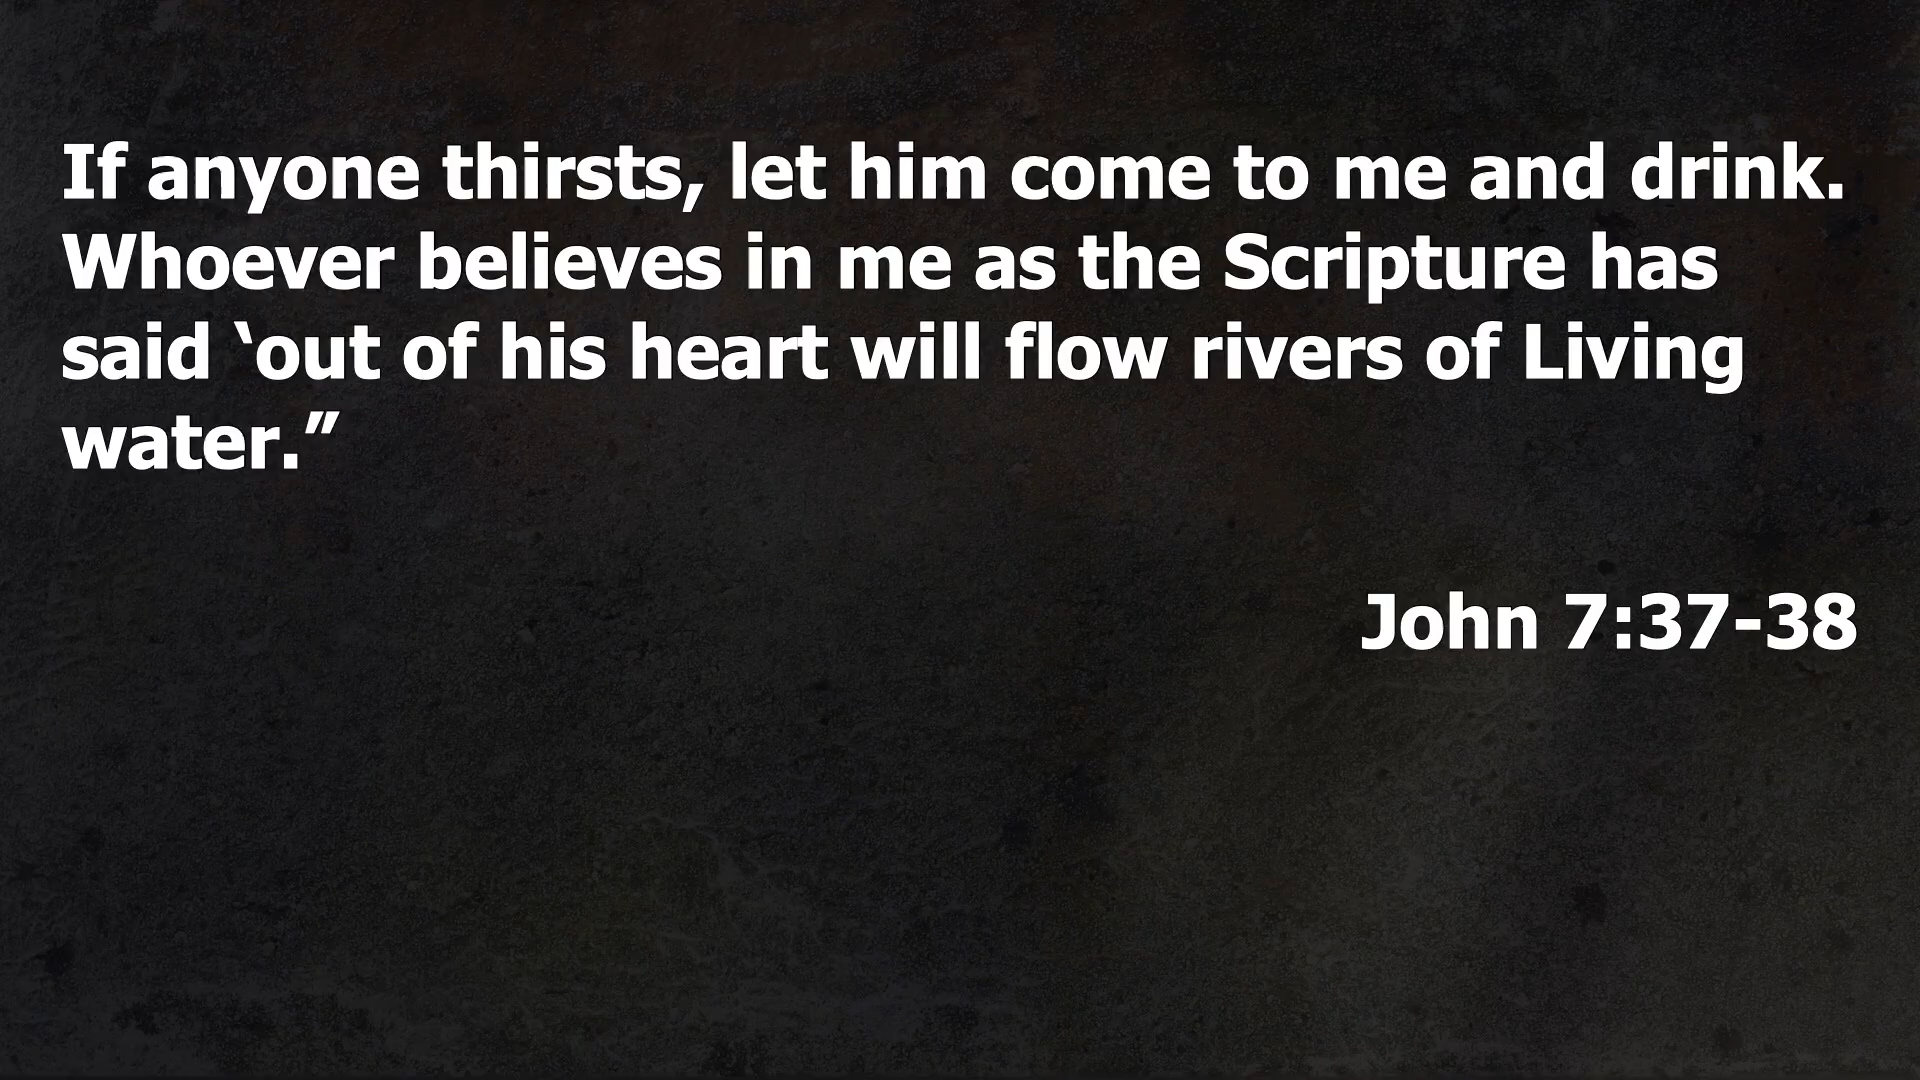 If anyone thirsts, let him come to me and drink.
Whoever believes in me as the Scripture has
said ‘out of his heart will flow rivers of Living
water.”
John 7:37-38